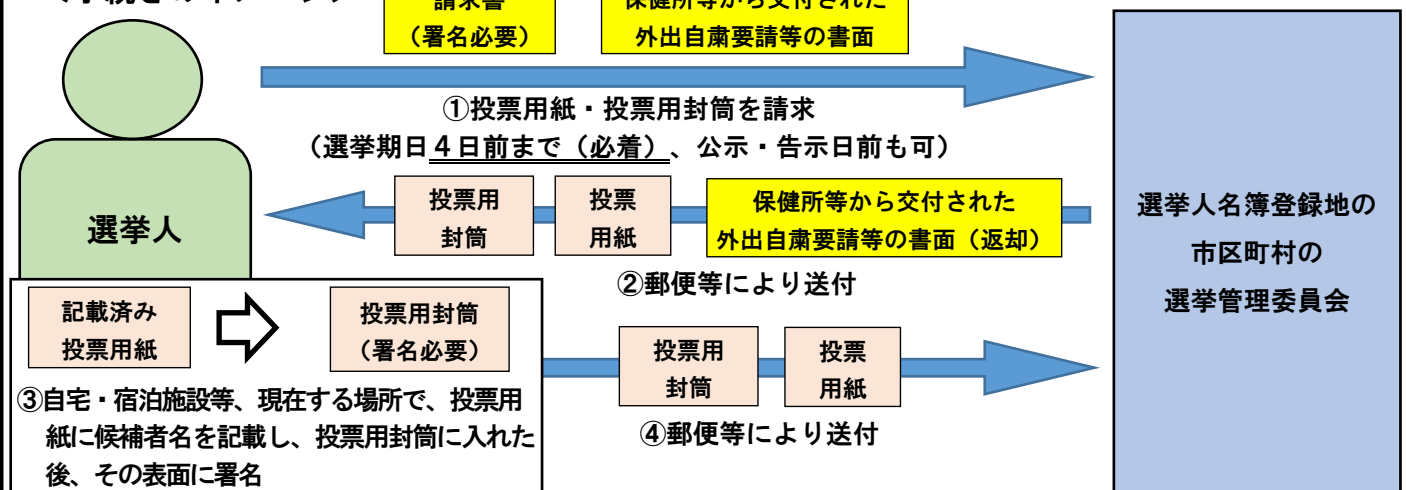 請求書
（署名必要）
保健所等から交付された
外出自粛要請等の書面
①投票用紙・投票用封筒を請求
（選挙期日４日前まで（必着）、公示・告示日前も可）
選挙人
投票用
封筒
投票
用紙
保健所等から交付された
外出自粛要請等の書面（返却）
②郵便等により送付
選挙人名簿登録地の
市区町村の
選挙管理委員会
記載済み
投票用紙
投票用封筒
（署名必要）
③自宅・宿泊施設等、現在する場所で、投票用
紙に候補者名を記載し、投票用封筒に入れた
後、その表面に署名
投票用
封筒
投票
用紙
④郵便等により送付